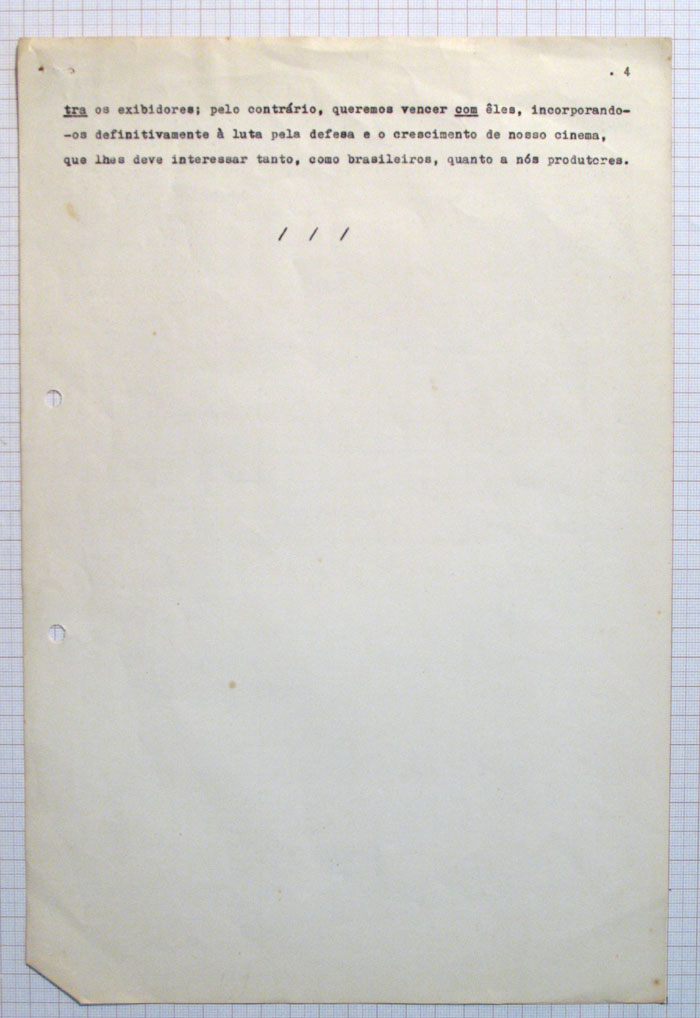 . 4
tra os exibidores; pelo contrário, queremos vencer com êles, incorporando-
-os definitivamente à luta pela defesa e o crescimento de nosso cinema,
que lhes deve interessar tanto, como brasileiros, quanto a nós produtores.
/ / /